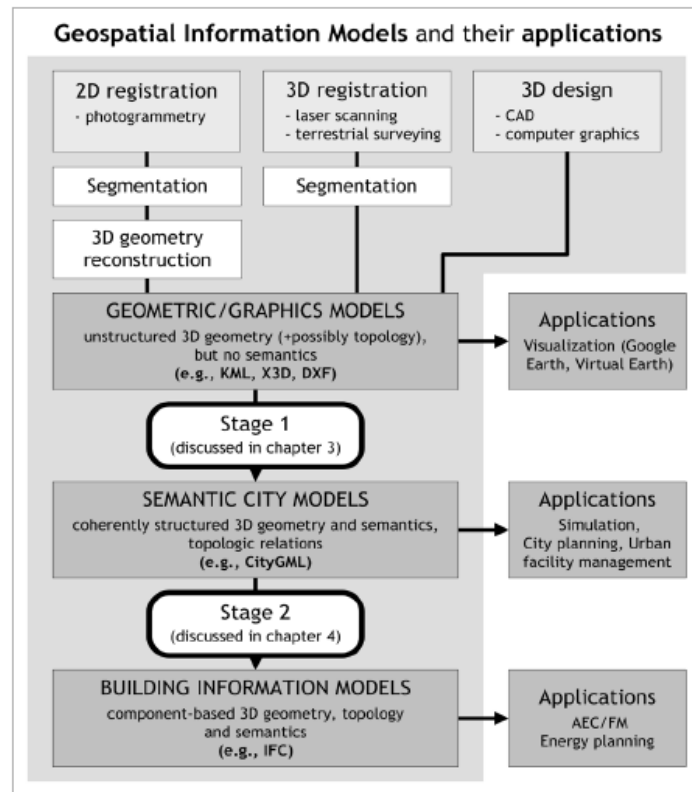 Geospatial Information Models and their applications
2D registration
- photogrammetry
3D registration
- laser scanning
- terrestrial surveying
3D design
- CAD
- computer graphics
Segmentation
Segmentation
3D geometry
reconstruction
GEOMETRIC/GRAPHICS MODELS
unstructured 3D geometry (+possibly topology),
but no semantics
(e.g., KML, X3D, DXF)
Applications
Visualization (Google
Earth, Virtual Earth)
Stage 1
(discussed in chapter 3)
SEMANTIC CITY MODELS
coherently structured 3D geometry and semantics,
topologic relations
(e.g., CityGML)
Applications
Simulation,
City planning, Urban
facility management
Stage 2
(discussed in chapter 4)
BUILDING INFORMATION MODELS
component-based 3D geometry, topology
and semantics
(e.g., IFC)
Applications
AEC/FM
Energy planning